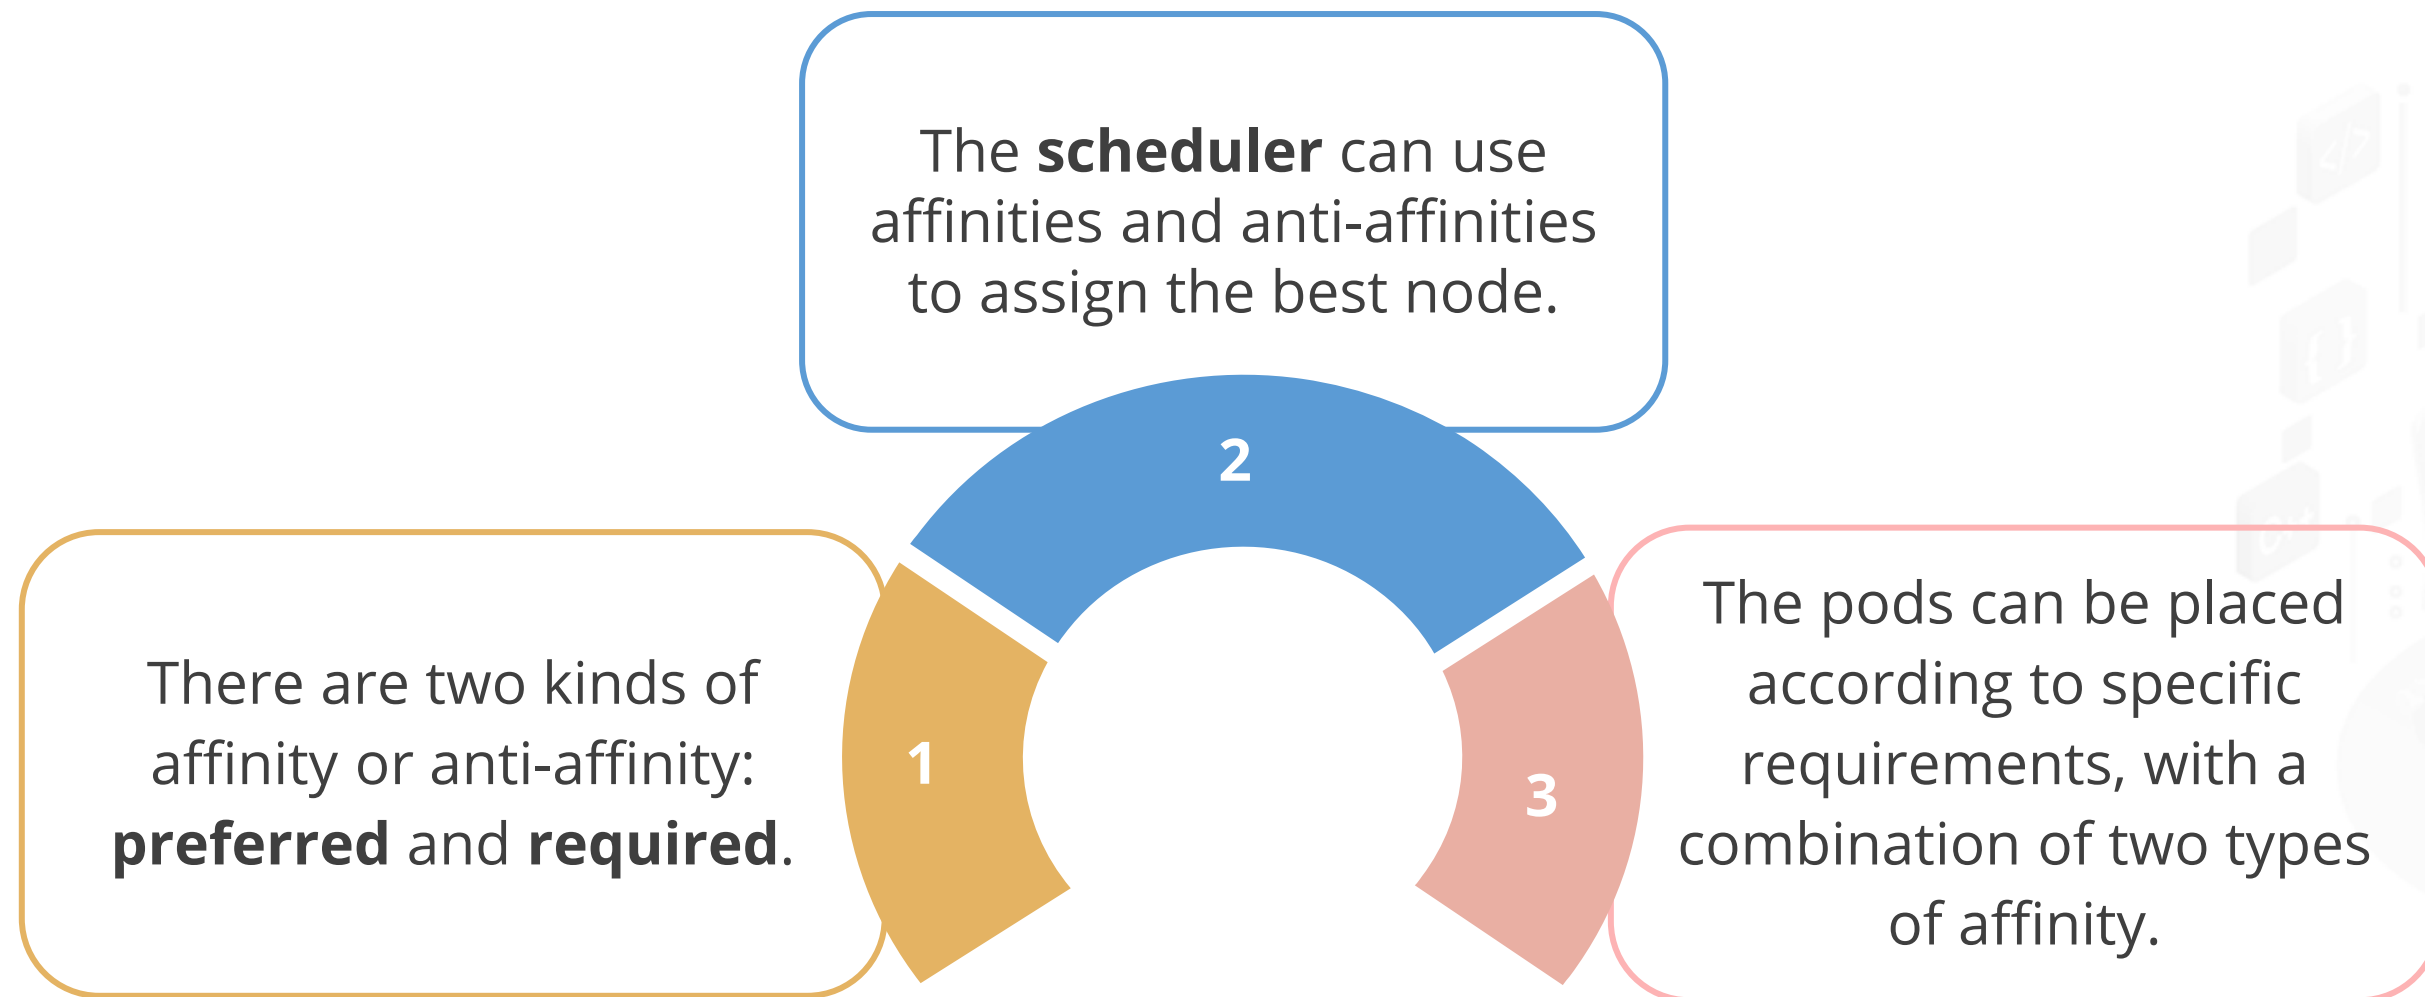 The scheduler can use
affinities and anti-affinities
to assign the best node.
2
There are two kinds of
affinity or anti-affinity:
preferred and required.
1
The pods can be placed
according to specific
requirements, with a
combination of two types
of affinity.
3